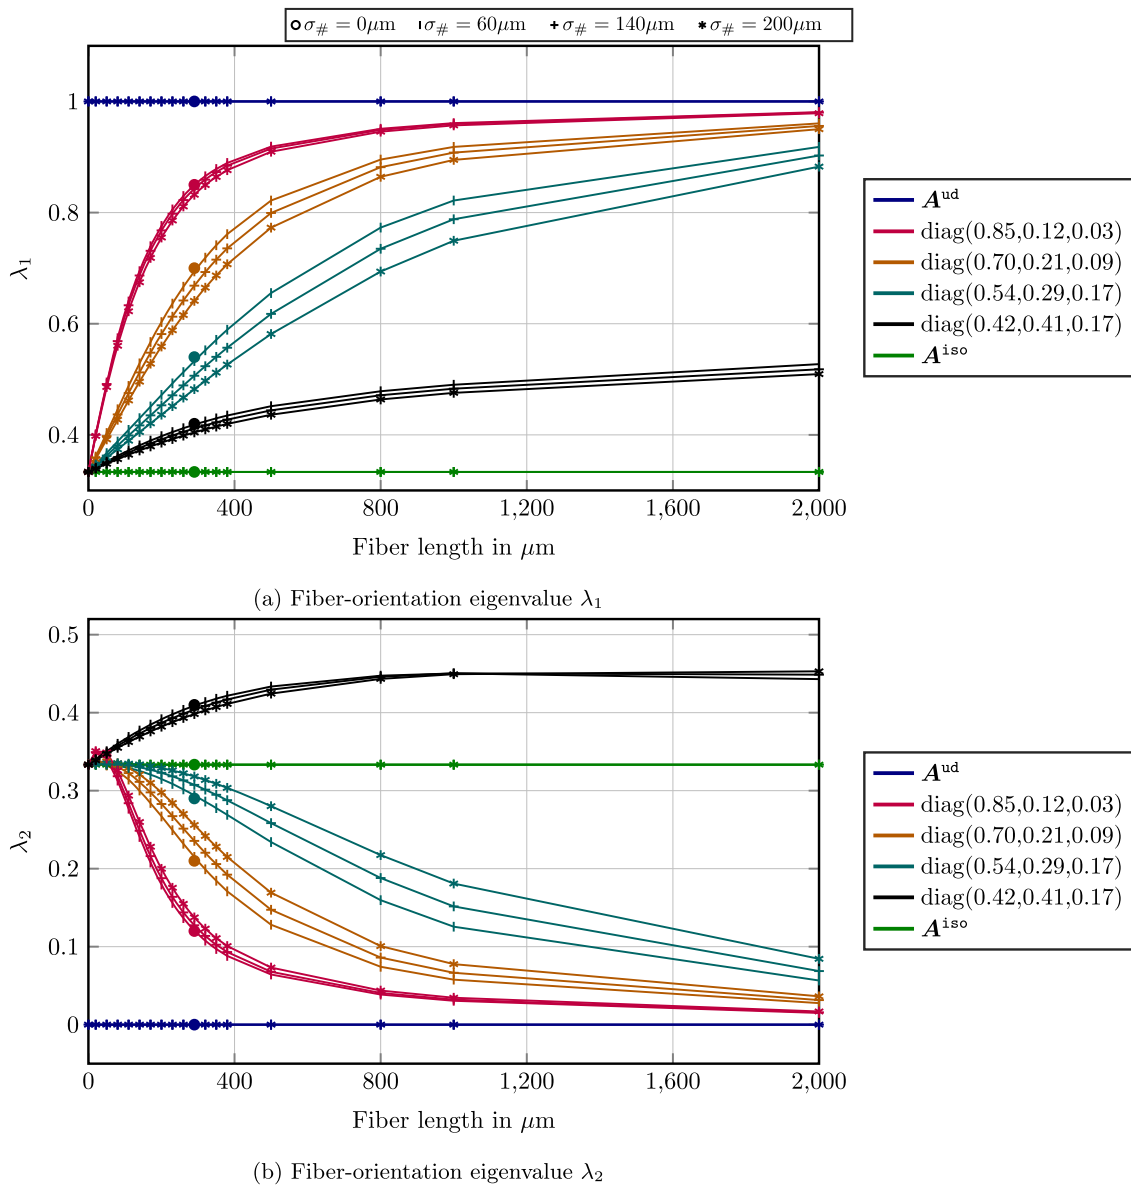 σ# = 0μm σ# = 60μm σ# = 140μm σ# = 200μm
1
0.8
0.6
0.4
λ1
0 400 800 1,200 1,600 2,000
Fiber length in μm
A^ud
diag(0.85,0.12,0.03)
diag(0.70,0.21,0.09)
diag(0.54,0.29,0.17)
diag(0.42,0.41,0.17)
A^iso
(a) Fiber-orientation eigenvalue λ1
0.5
0.4
0.3
0.2
0.1
0
λ2
0 400 800 1,200 1,600 2,000
Fiber length in μm
A^ud
diag(0.85,0.12,0.03)
diag(0.70,0.21,0.09)
diag(0.54,0.29,0.17)
diag(0.42,0.41,0.17)
A^iso
(b) Fiber-orientation eigenvalue λ2